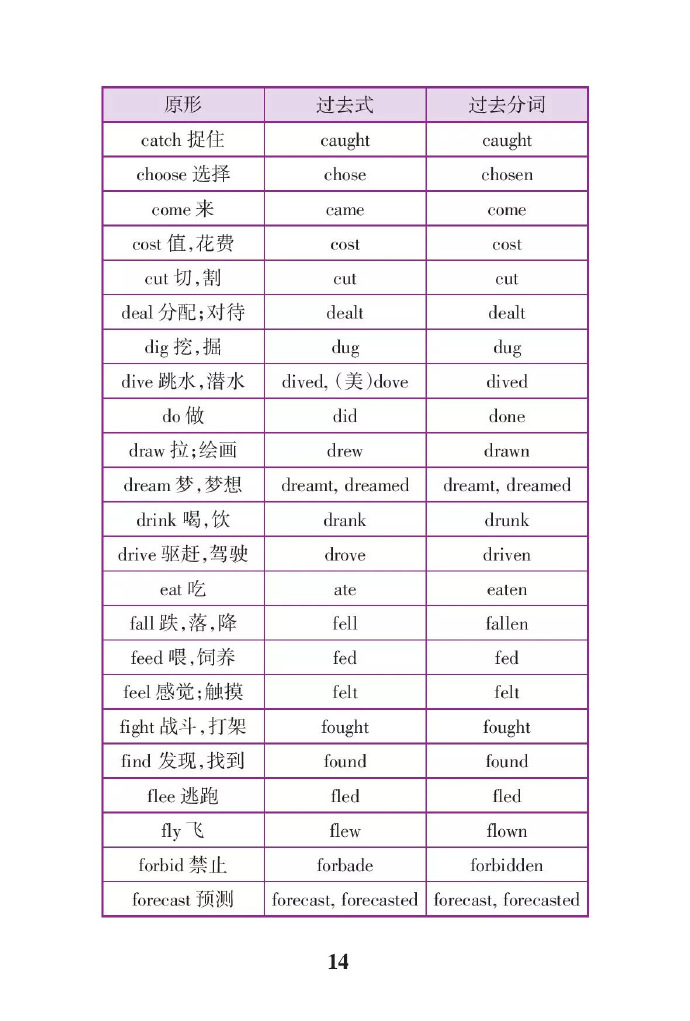 原形 过去式 过去分词
catch 捉住 caught caught
choose 选择 chose chosen
come 来 came come
cost 值,花费 cost cost
cut 切,割 cut cut
deal 分配;对待 dealt dealt
dig 挖,掘 dug dug
dive 跳水,潜水 dived, (美)dove dived
do 做 did done
draw 拉;绘画 drew drawn
dream 梦,梦想 dreamt, dreamed dreamt, dreamed
drink 喝,饮 drank drunk
drive 驱赶,驾驶 drove driven
eat 吃 ate eaten
fall 跌,落,降 fell fallen
feed 喂,饲养 fed fed
feel 感觉;触摸 felt felt
fight 战斗,打架 fought fought
find 发现,找到 found found
flee 逃跑 fled fled
fly 飞 flew flown
forbid 禁止 forbade forbidden
forecast 预测 forecast, forecasted forecast, forecasted
14